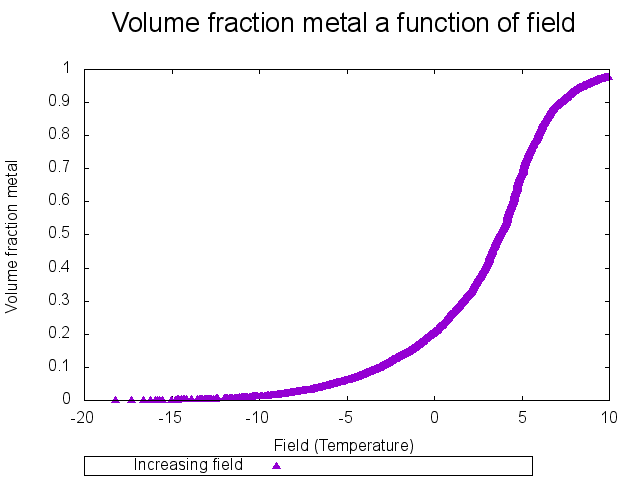 Volume fraction metal a function of field
1
0.9
0.8
0.7
0.6
0.5
0.4
0.3
0.2
0.1
0
Volume fraction metal
-20 -15 -10 -5 0 5 10
Field (Temperature)
Increasing field